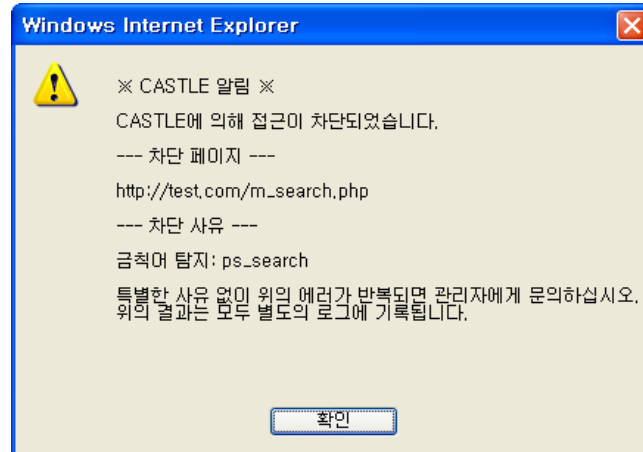 Windows Internet Explorer
※ CASTLE 알림 ※
CASTLE에 의해 접근이 차단되었습니다.
--- 차단 페이지 ---
http://test.com/m_search.php
--- 차단 사유 ---
금칙어 탐지: ps_search
특별한 사유 없이 위의 에러가 반복되면 관리자에게 문의하십시오.
위의 결과는 모두 별도의 로그에 기록됩니다.
확인